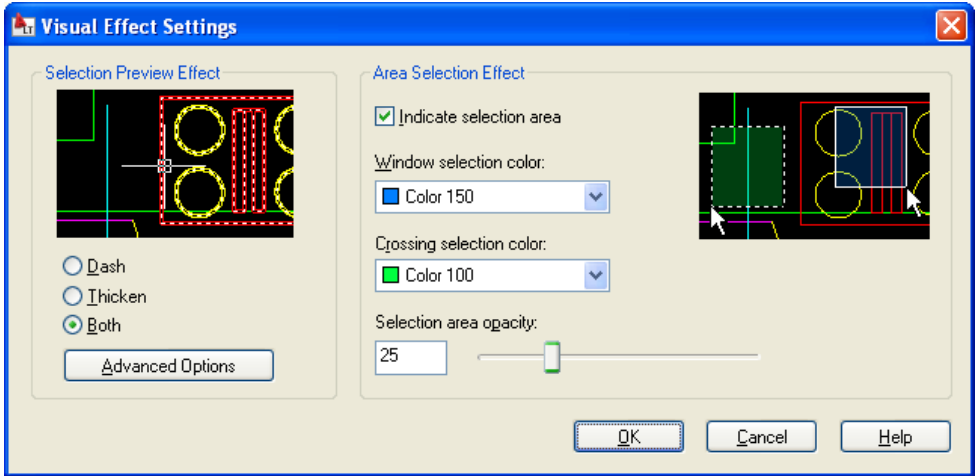 LT Visual Effect Settings
Selection Preview Effect
Dash
Thicken
Both
Advanced Options
Area Selection Effect
Indicate selection area
Window selection color:
Color 150
Crossing selection color:
Color 100
Selection area opacity:
25
OK
Cancel
Help